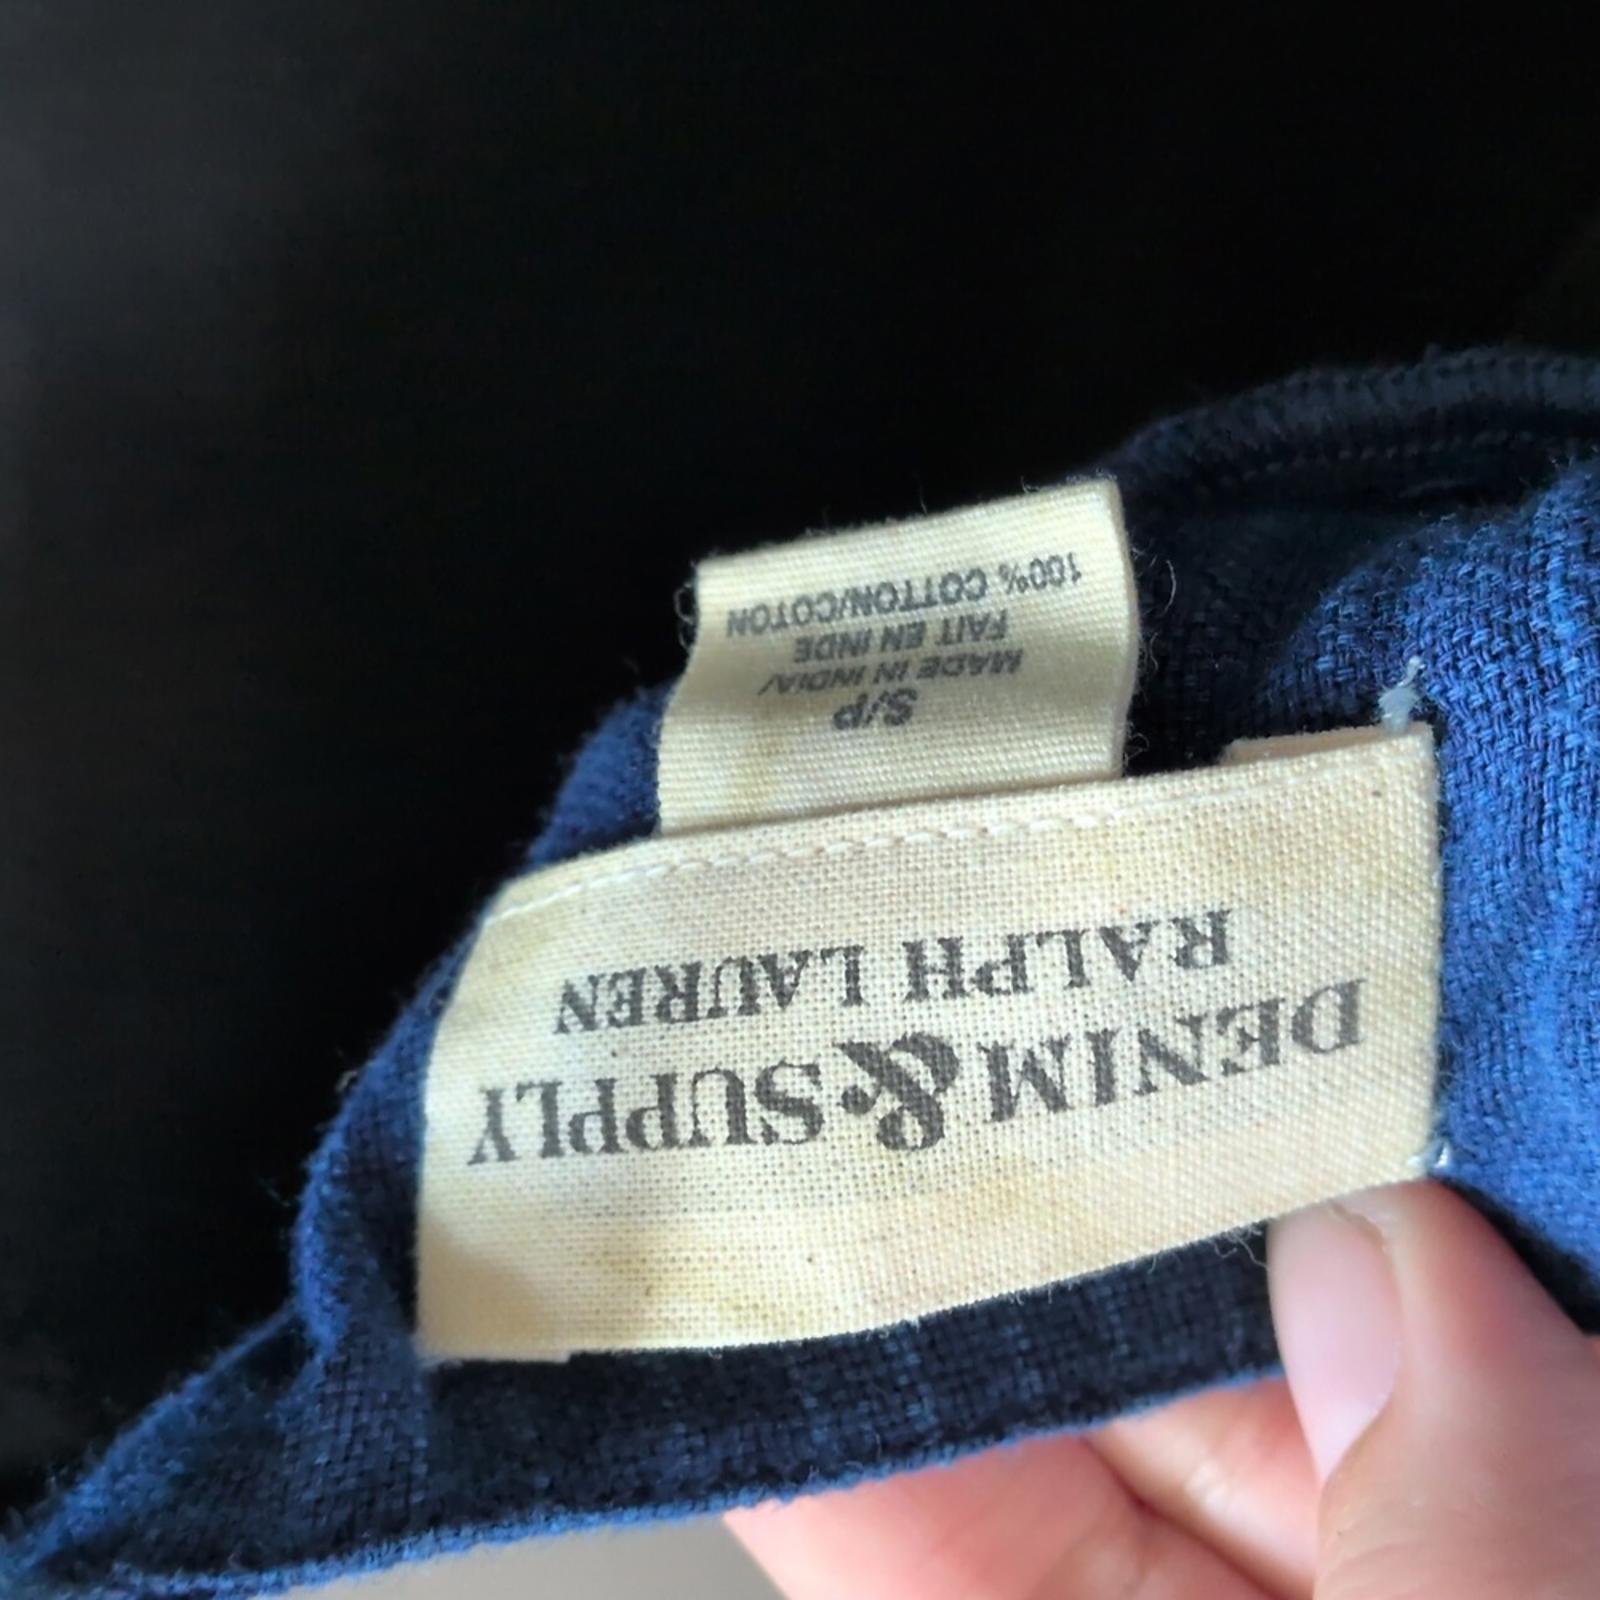 DENIM & SUPPLY
RALPH LAUREN
S/P
MADE IN INDIA/
FAIT EN INDE
100% COTTON/COTON